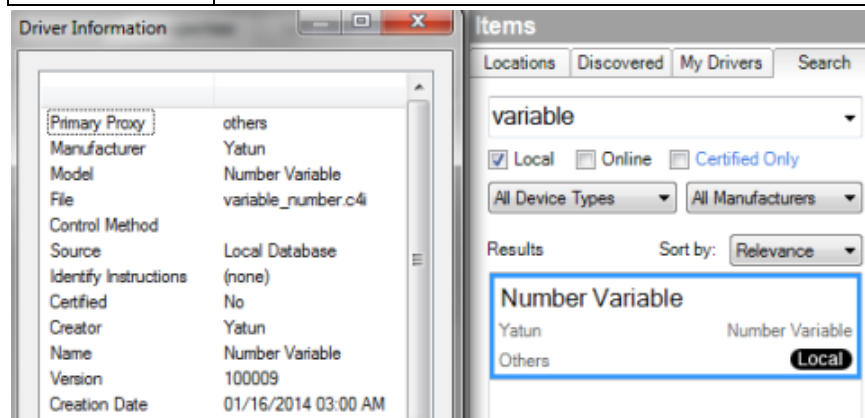 Driver Information
Primary Proxy others
Manufacturer Yatun
Model Number Variable
File variable_number.c4i
Control Method
Source Local Database
Identify Instructions (none)
Certified No
Creator Yatun
Name Number Variable
Version 100009
Creation Date 01/16/2014 03:00 AM
Items
Locations Discovered My Drivers Search
variable
Local Online Certified Only
All Device Types All Manufacturers
Results Sort by: Relevance
Number Variable
Yatun Number Variable
Others Local